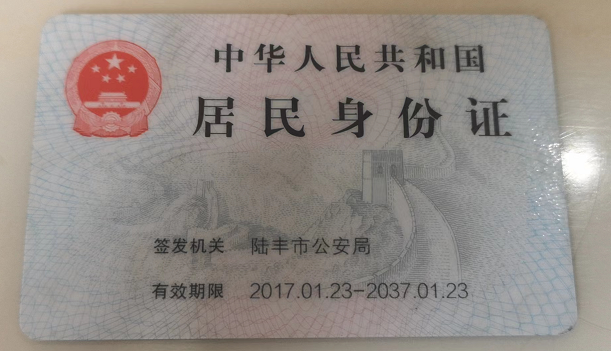 中华人民共和国
居民身份证
签发机关 陆丰市公安局
有效期限 2017.01.23-2037.01.23